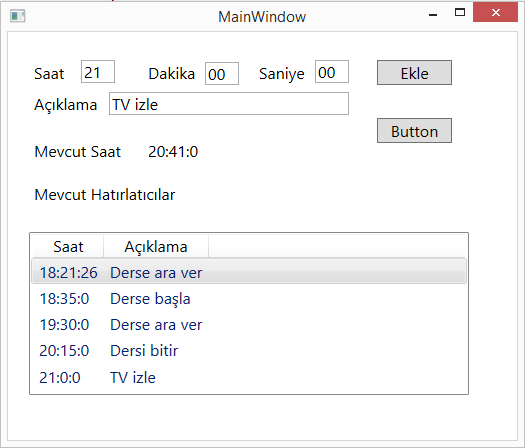 MainWindow
Saat 21 Dakika 00 Saniye 00 Ekle
Açıklama TV izle
Button
Mevcut Saat 20:41:0
Mevcut Hatırlatıcılar
Saat Açıklama
18:21:26 Derse ara ver
18:35:0 Derse başla
19:30:0 Derse ara ver
20:15:0 Dersi bitir
21:0:0 TV izle